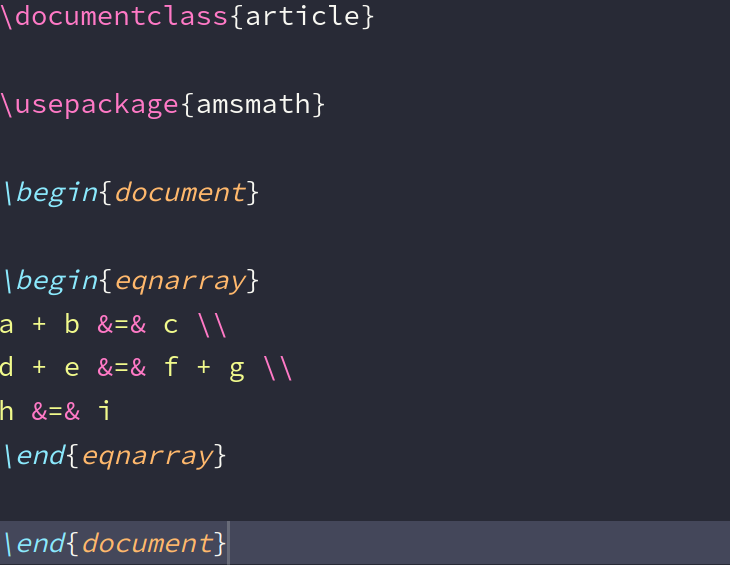 \documentclass{article}
\usepackage{amsmath}
\begin{document}
\begin{eqnarray}
a + b &=& c \\
d + e &=& f + g \\
h &=& i
\end{eqnarray}
\end{document}